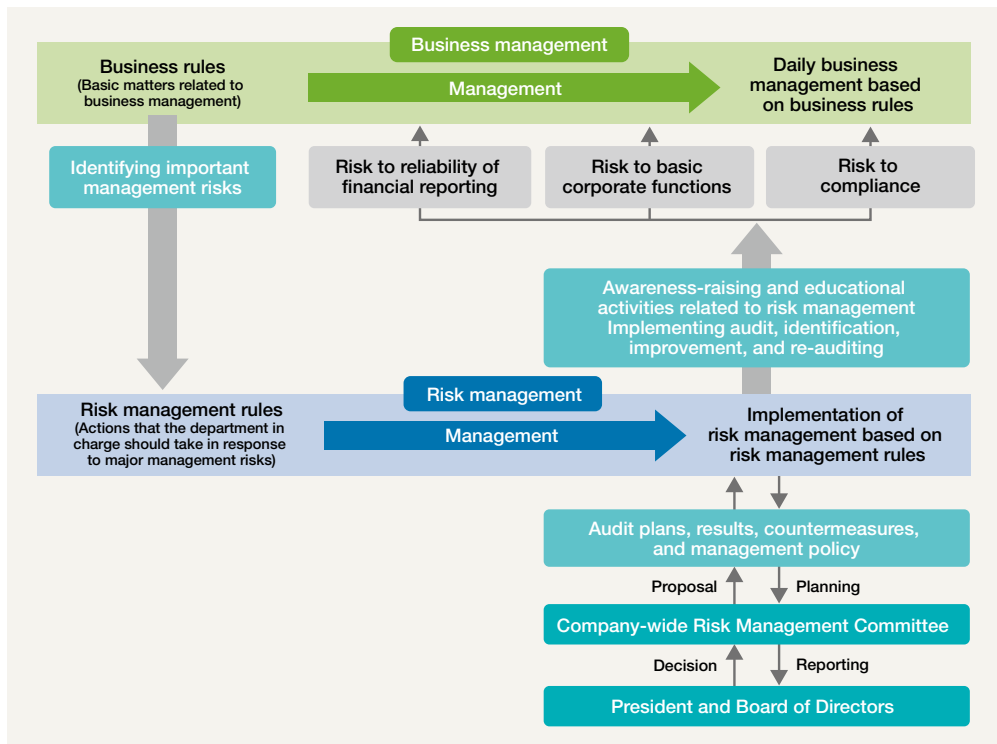 Business management
Business rules
(Basic matters related to
business management)
Management
Daily business
management based
on business rules
Identifying important
management risks
Risk to reliability of
financial reporting
Risk to basic
corporate functions
Risk to
compliance
Awareness-raising and educational
activities related to risk management
Implementing audit, identification,
improvement, and re-auditing
Risk management
Risk management rules
(Actions that the department in
charge should take in response
to major management risks)
Management
Implementation of
risk management based on
risk management rules
Audit plans, results, countermeasures,
and management policy
Proposal
Planning
Company-wide Risk Management Committee
Decision
Reporting
President and Board of Directors